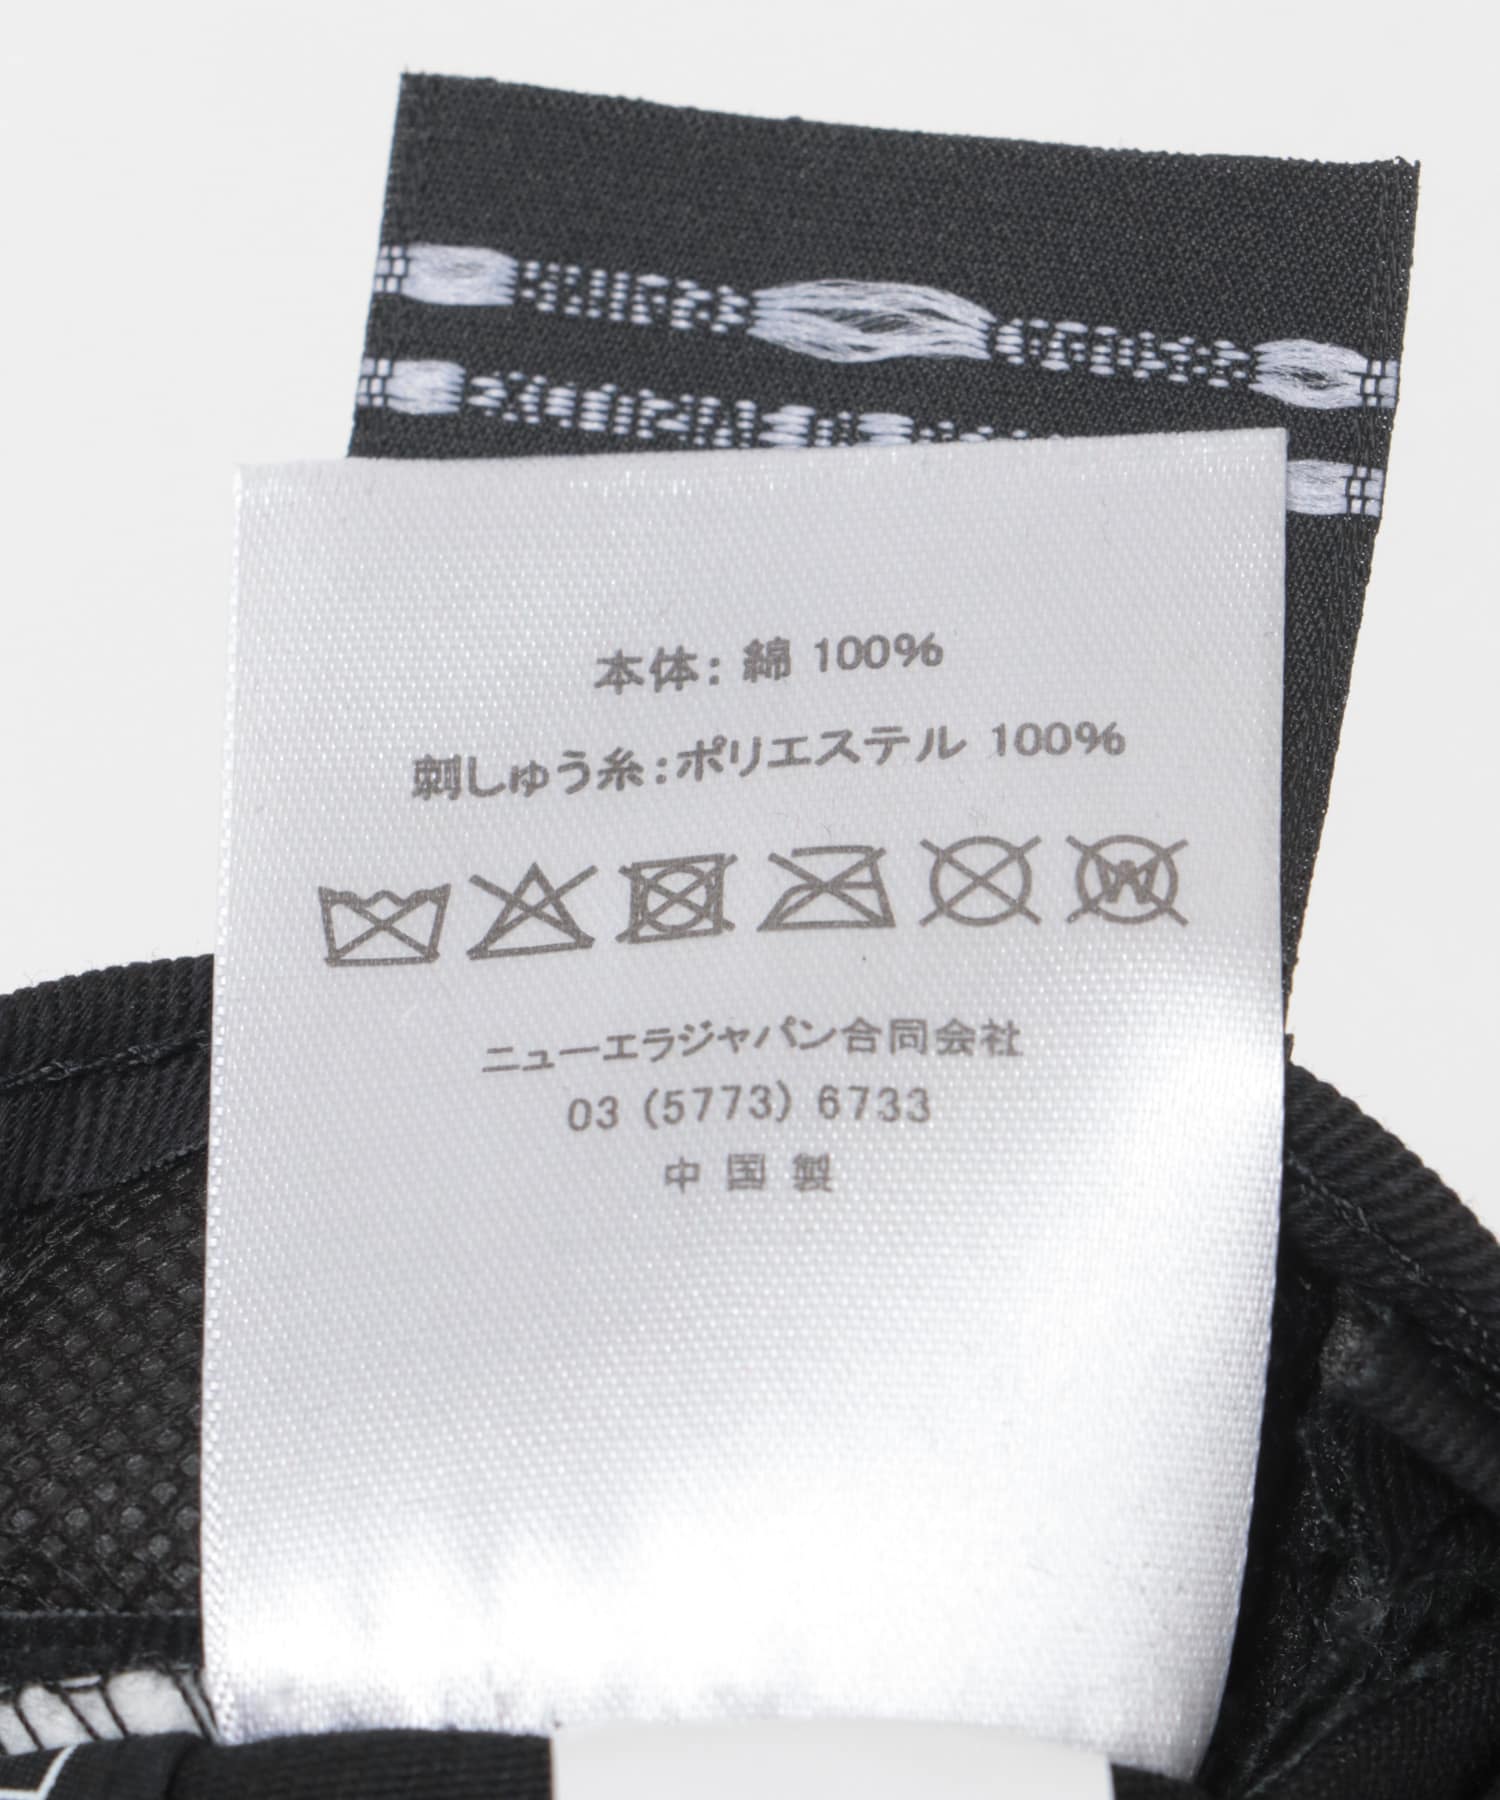 本体: 綿 100%
刺しゅう糸:ポリエステル 100%
W
ニューエラジャパン合同会社
03 (5773) 6733
中国製